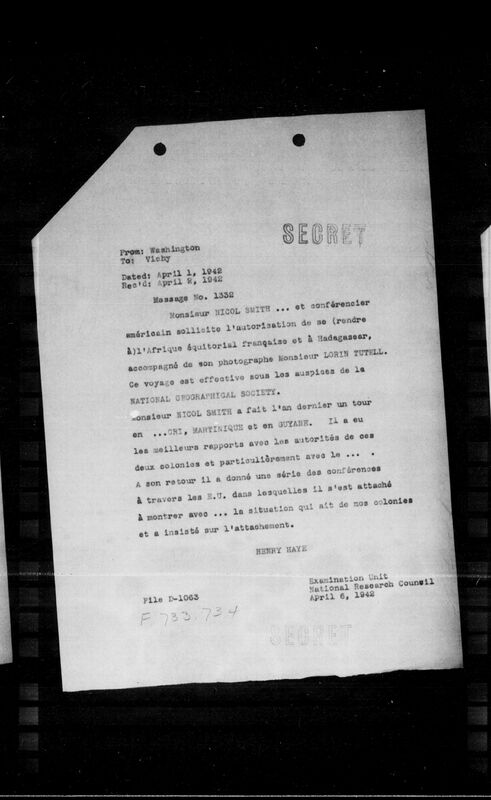 SECRET
From: Washington
To: Vichy
Dated: April 1, 1942
Rec'd: April 2, 1942
Message No. 1332
Monsieur NICOL SMITH ... et conférencier
américain sollicite l'autorisation de se (rendre
à)l'Afrique équitorial française et à Madagascar,
accompagné de son photographe Monsieur LORIN TUTELL.
Ce voyage est effective sous les auspices de la
NATIONAL GEOGRAPHICAL SOCIETY.
Monsieur NICOL SMITH a fait l'an dernier un tour
en ...CRI, MARTINIQUE et en GUYANE. Il a eu
les meilleurs rapports avec les autorités de ces
deux colonies et particulièrement avec le ... .
A son retour il a donné une série des conférences
à travers les E.U. dans lesquelles il s'est attaché
à montrer avec ... la situation qui ait de nos colonies
et a insisté sur l'attachement.
HENRY HAYE
Examination Unit
National Research Council
April 6, 1942
File D-1063
F 733.734
SECRET